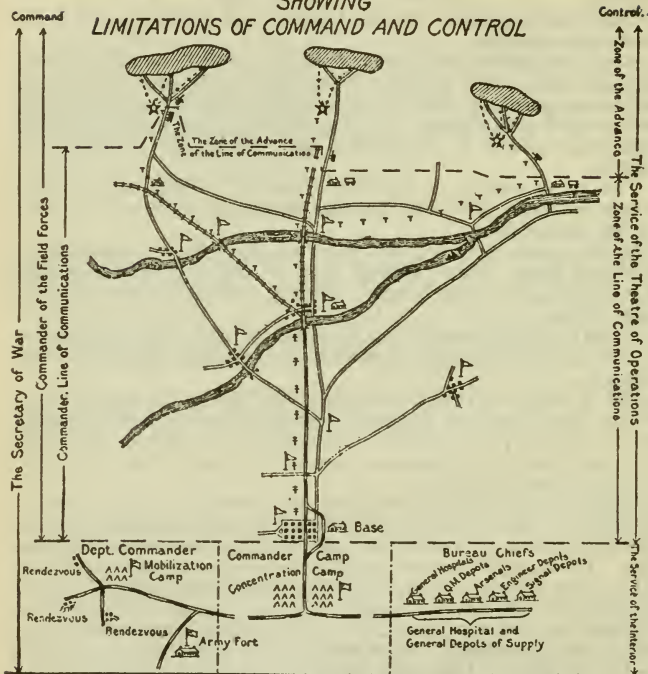 SHOWING
LIMITATIONS OF COMMAND AND CONTROL
Command
Control.
The Secretary of War
Commander of the Field Forces
Commander, Line of Communications
The Zone of the Advance
of the Line of Communication
The Zone
Zone of the Advance
Zone of the Line of Communications
The Service of the Theatre of Operations
The Service of the Interior
Base
Dept. Commander
Mobilization
Camp
Rendezvous
Rendezvous
Rendezvous
Army Fort
Commander Camp
Concentration Camp
Bureau Chiefs
General Hospitals
Q.M. Depots
Arsenals
Engineer Depots
Signal Depots
General Hospital and
General Depots of Supply